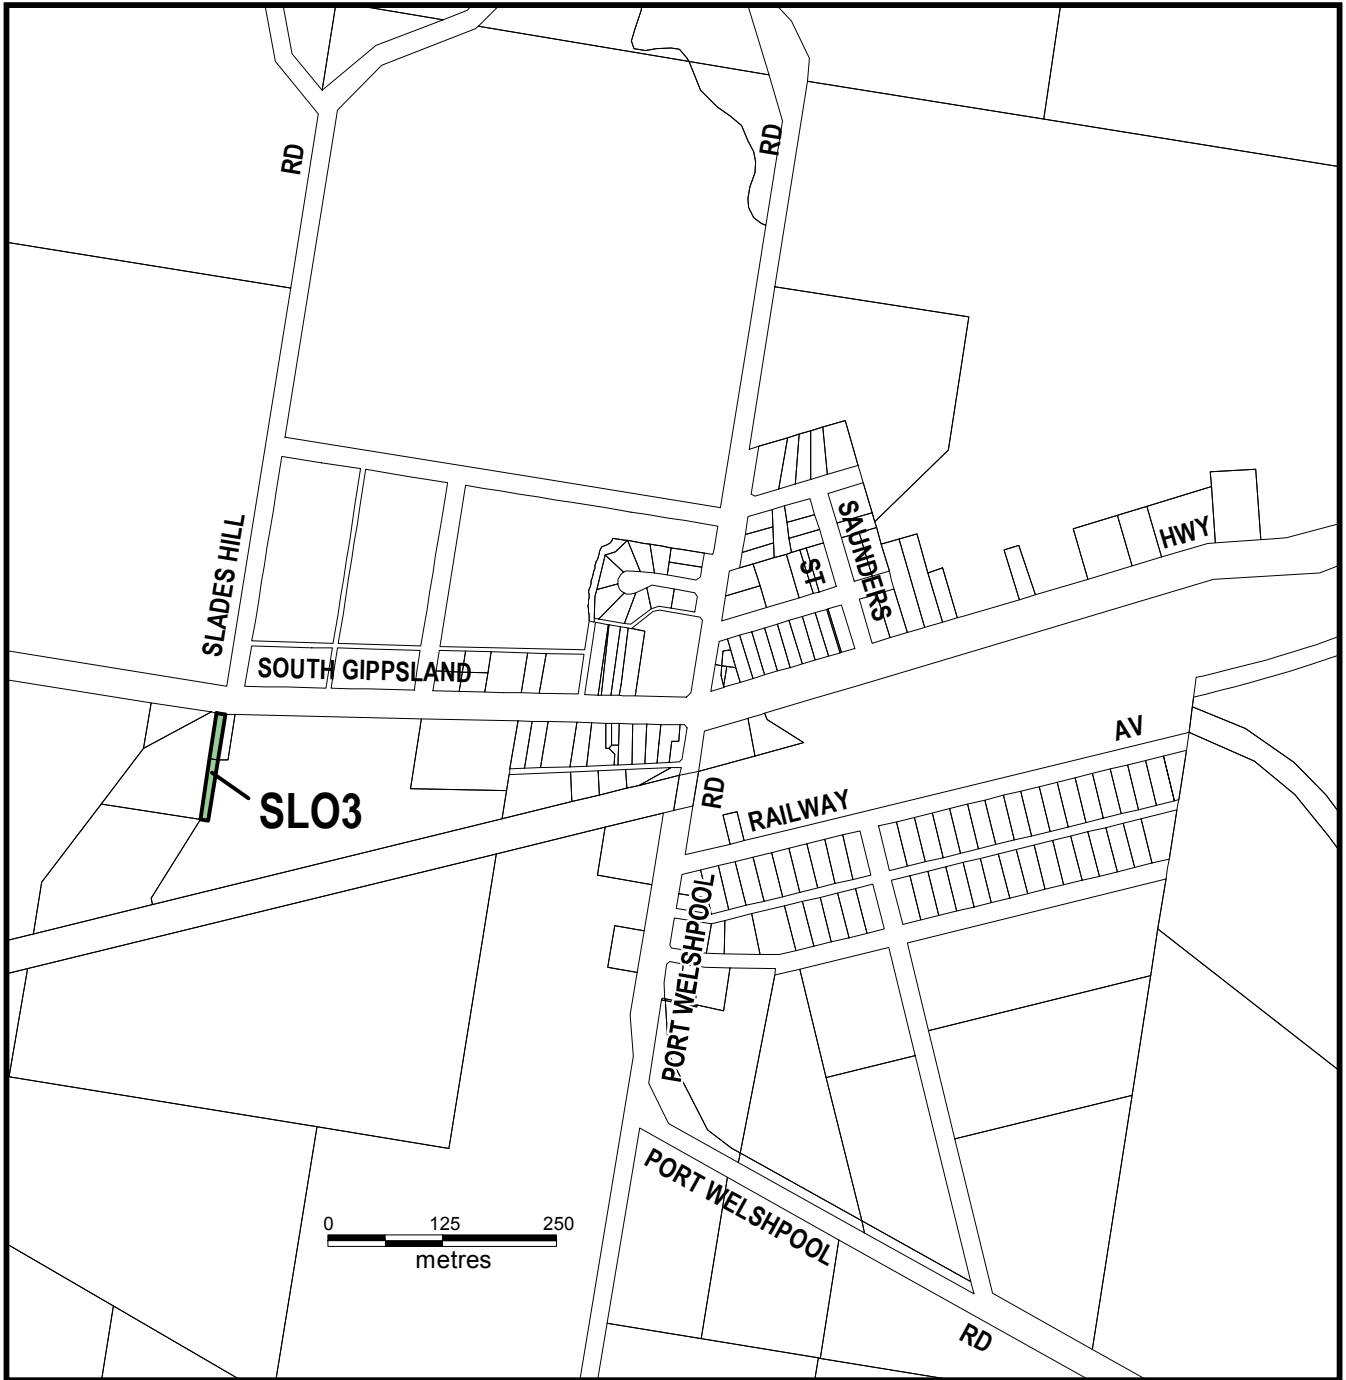 RD
RD
SLADES HILL
SAUNDERS
ST
HWY
SOUTH GIPPSLAND
AV
RD
RAILWAY
SLO3
PORT WELSHPOOL
PORT WELSHPOOL
0 125 250
metres
RD